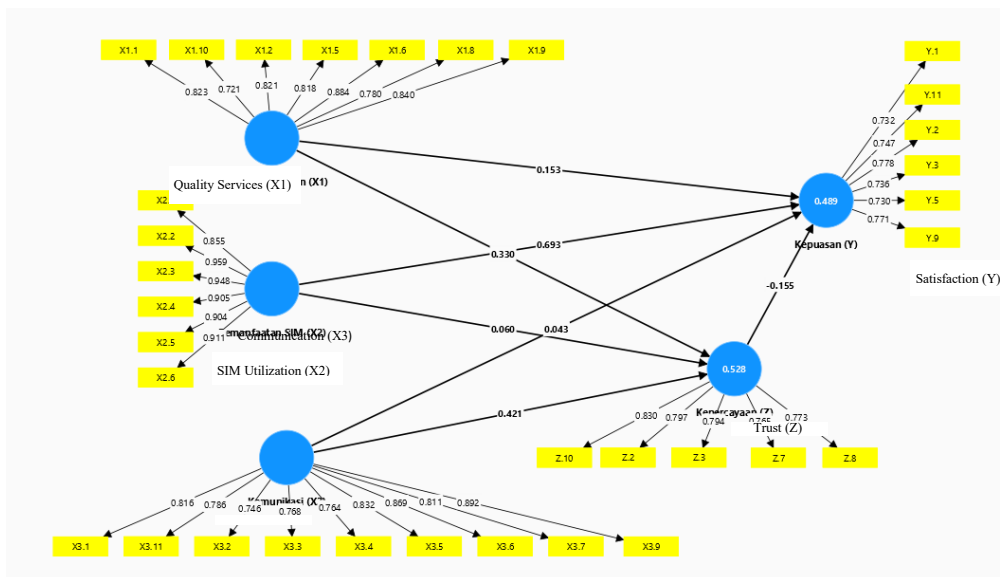 X1.1 X1.10 X1.2 X1.5 X1.6 X1.8 X1.9
0.823 0.721 0.821 0.818 0.884 0.780 0.840
Quality Services (X1)
(X1)
X2.2
X2.3
X2.4
X2.5
X2.6
0.855
0.959
0.948
0.905
0.904
0.911
SIM (X2)
Communication (X3)
SIM Utilization (X2)
0.153
0.693
0.330
0.060
0.043
0.421
-0.155
Y.1
Y.11
Y.2
Y.3
Y.5
Y.9
0.732
0.747
0.778
0.736
0.730
0.771
0.489
Kepuasan (Y)
Satisfaction (Y)
0.528
Kepercayaan (Z)
Trust (Z)
0.830 0.797 0.794 0.765 0.773
Z.10 Z.2 Z.3 Z.7 Z.8
Komunikasi
0.816 0.786 0.746 0.768 0.764 0.832 0.869 0.811 0.892
X3.1 X3.11 X3.2 X3.3 X3.4 X3.5 X3.6 X3.7 X3.9